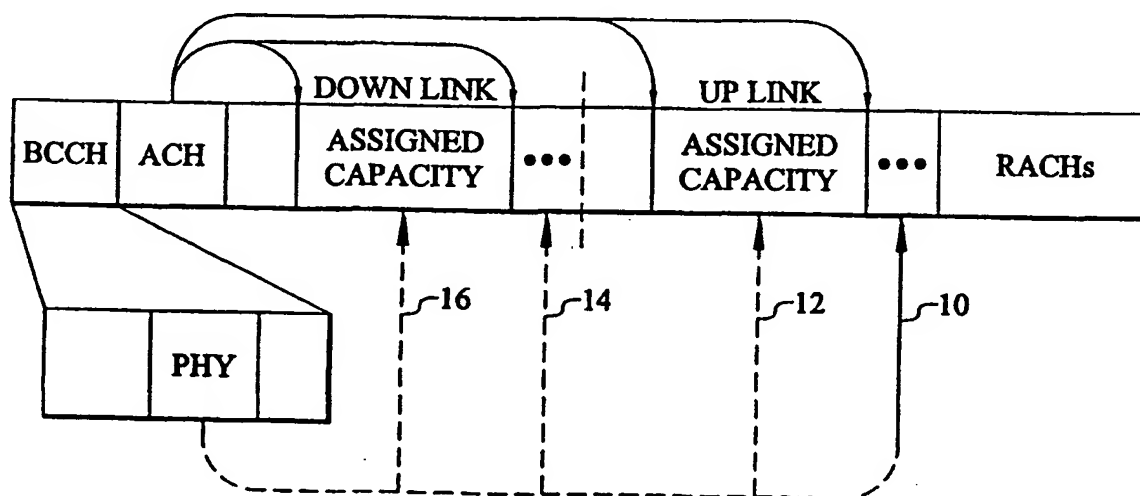 DOWN LINK
UP LINK
BCCH
ACH
ASSIGNED
CAPACITY
•••
ASSIGNED
CAPACITY
•••
RACHs
16
14
12
10
PHY